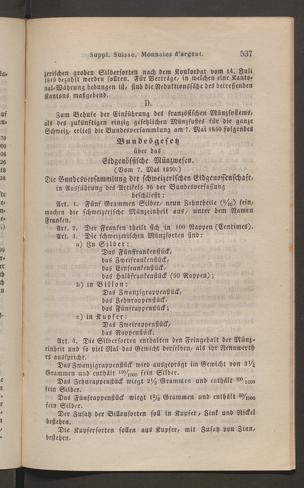 Suppl. Suisse. Monnaies d'argent. 537
zerischen groben Silbersorten nach dem Konkordat vom 14. Juli
1819 bezahlt werden sollten. Für Verträge, in welchen eine Kanto-
nal-Währung bedungen ist, sind die Reduktionssätze des betreffenden
Kantons maßgebend.
D.
Zum Behufe der Einführung des französischen Münzsystems,
als des zukünftigen einzig gesetzlichen Münzfußes für die ganze
Schweiz, erließ die Bundesversammlung am 7. Mai 1850 folgendes
Bundesgesetz
über das
Eidgenössische Münzwesen.
(Vom 7. Mai 1850.)
Die Bundesversammlung der schweizerischen Eidgenossenschaft,
in Ausführung des Artikels 36 der Bundesverfassung
beschließt:
Art. 1. Fünf Grammen Silber, neun Zehntheile (9/10) fein,
machen die schweizerische Münzeinheit aus, unter dem Namen
Franken.
Art. 2. Der Franken theilt sich in 100 Rappen (Centimes).
Art. 3. Die schweizerischen Münzsorten sind:
a) In Silber:
Das Fünffrankenstück,
das Zweifrankenstück,
das Einfrankenstück,
das Halbfrankenstück (50 Rappen);
b) in Billon:
Das Zwanzigrappenstück,
das Zehnrappenstück,
das Fünfrappenstück;
c) in Kupfer:
Das Zweirappenstück,
das Rappenstück.
Art. 4. Die Silbersorten enthalten den Feingehalt der Münz-
einheit und so viel Mal das Gewicht derselben, als ihr Nennwerth
es ausspricht.
Das Zwanzigrappenstück wird ausgeprägt im Gewicht von 3 1/4
Grammen und enthält 150/1000 fein Silber.
Das Zehnrappenstück wiegt 2 1/2 Grammen und enthält 100/1000
fein Silber.
Das Fünfrappenstück wiegt 1 2/3 Grammen und enthält 50/1000
fein Silber.
Der Zusatz der Billonsorten soll in Kupfer, Zink und Nickel
bestehen.
Die Kupfersorten sollen aus Kupfer, mit Zusatz von Zinn,
bestehen.